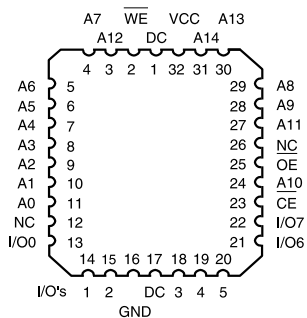 A7 W̅E̅ VCC A13
A12 DC A14
4 3 2 1 32 31 30
A6 5 29 A8
A5 6 28 A9
A4 7 27 A11
A3 8 26 NC
A2 9 25 O̅E̅
A1 10 24 A10
A0 11 23 C̅E̅
NC 12 22 I/O7
I/O0 13 21 I/O6
14 15 16 17 18 19 20
I/O's 1 2 DC 3 4 5
GND